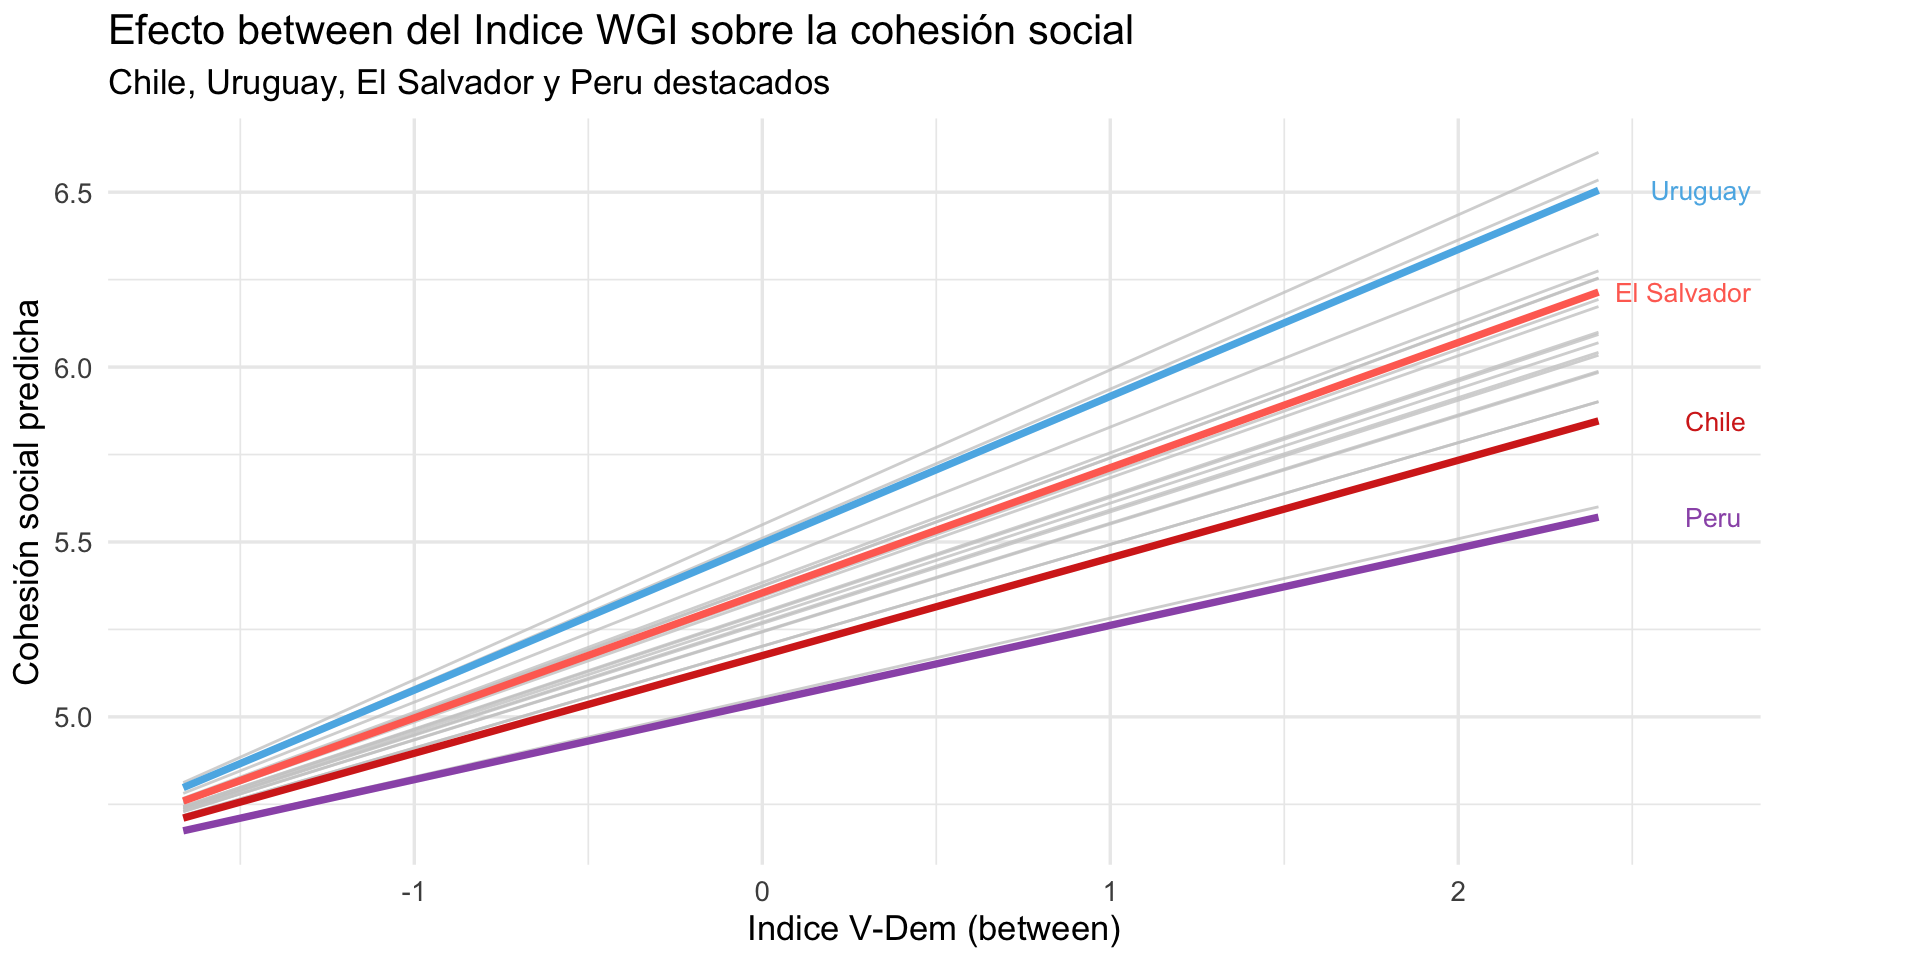 Efecto between del Indice WGI sobre la cohesión social
Chile, Uruguay, El Salvador y Peru destacados
Cohesión social predicha
6.5
6.0
5.5
5.0
Uruguay
El Salvador
Chile
Peru
-1
0
1
2
Indice V-Dem (between)